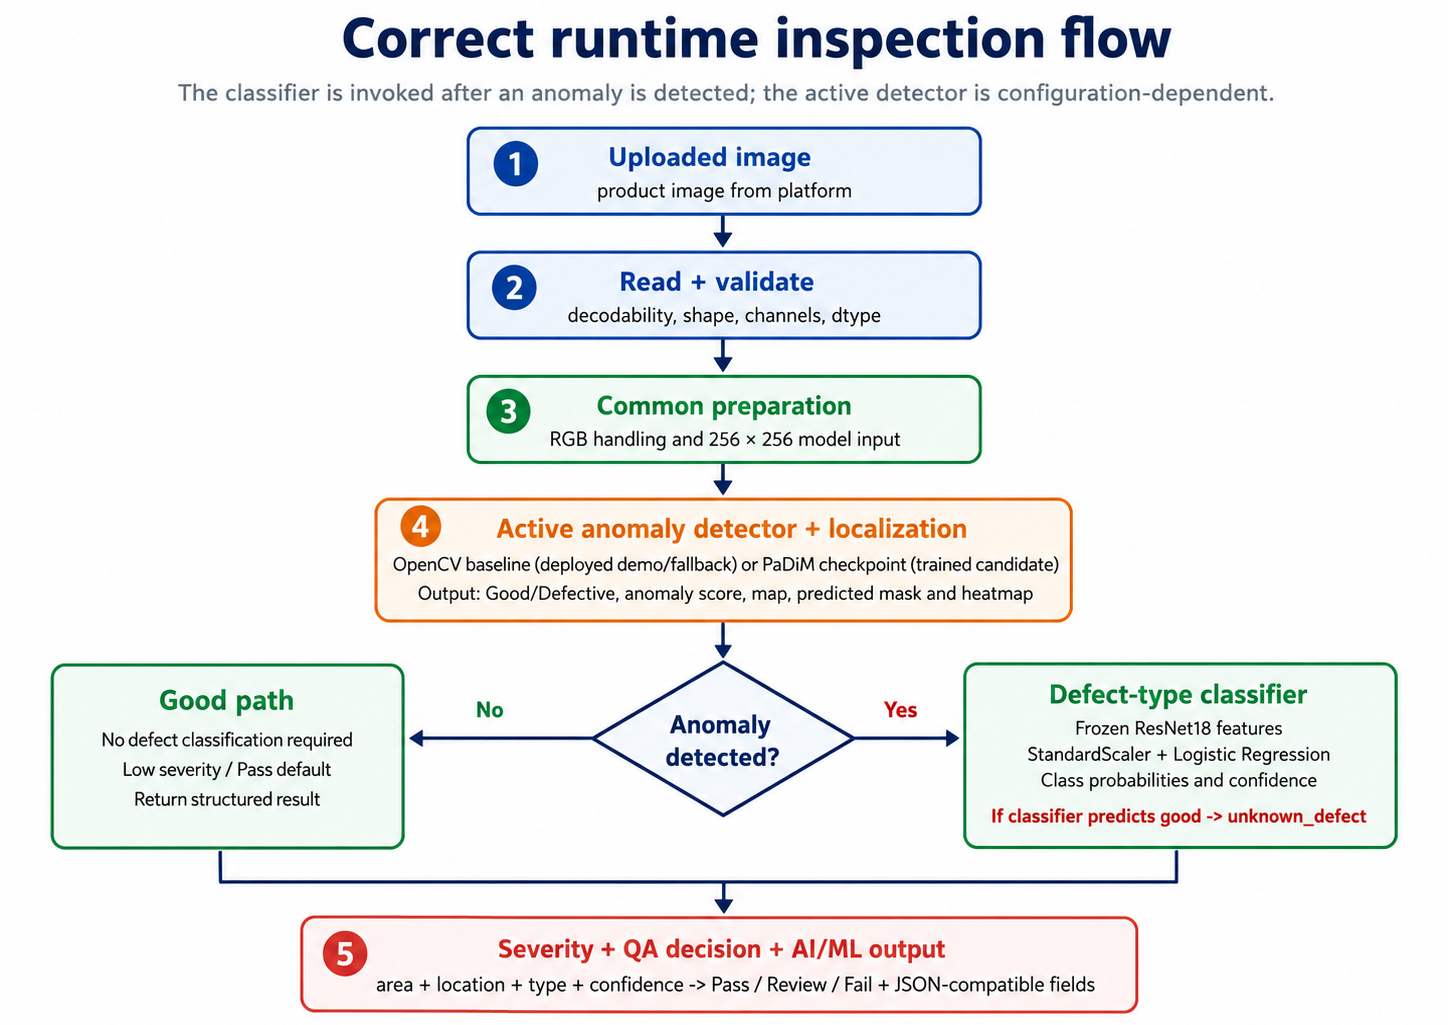 Correct runtime inspection flow
The classifier is invoked after an anomaly is detected; the active detector is configuration-dependent.
1
Uploaded image
product image from platform
2
Read + validate
decodability, shape, channels, dtype
3
Common preparation
RGB handling and 256 × 256 model input
4
Active anomaly detector + localization
OpenCV baseline (deployed demo/fallback) or PaDiM checkpoint (trained candidate)
Output: Good/Defective, anomaly score, map, predicted mask and heatmap
Good path
No defect classification required
Low severity / Pass default
Return structured result
No
Anomaly
detected?
Yes
Defect-type classifier
Frozen ResNet18 features
StandardScaler + Logistic Regression
Class probabilities and confidence
If classifier predicts good -> unknown_defect
5
Severity + QA decision + AI/ML output
area + location + type + confidence -> Pass / Review / Fail + JSON-compatible fields